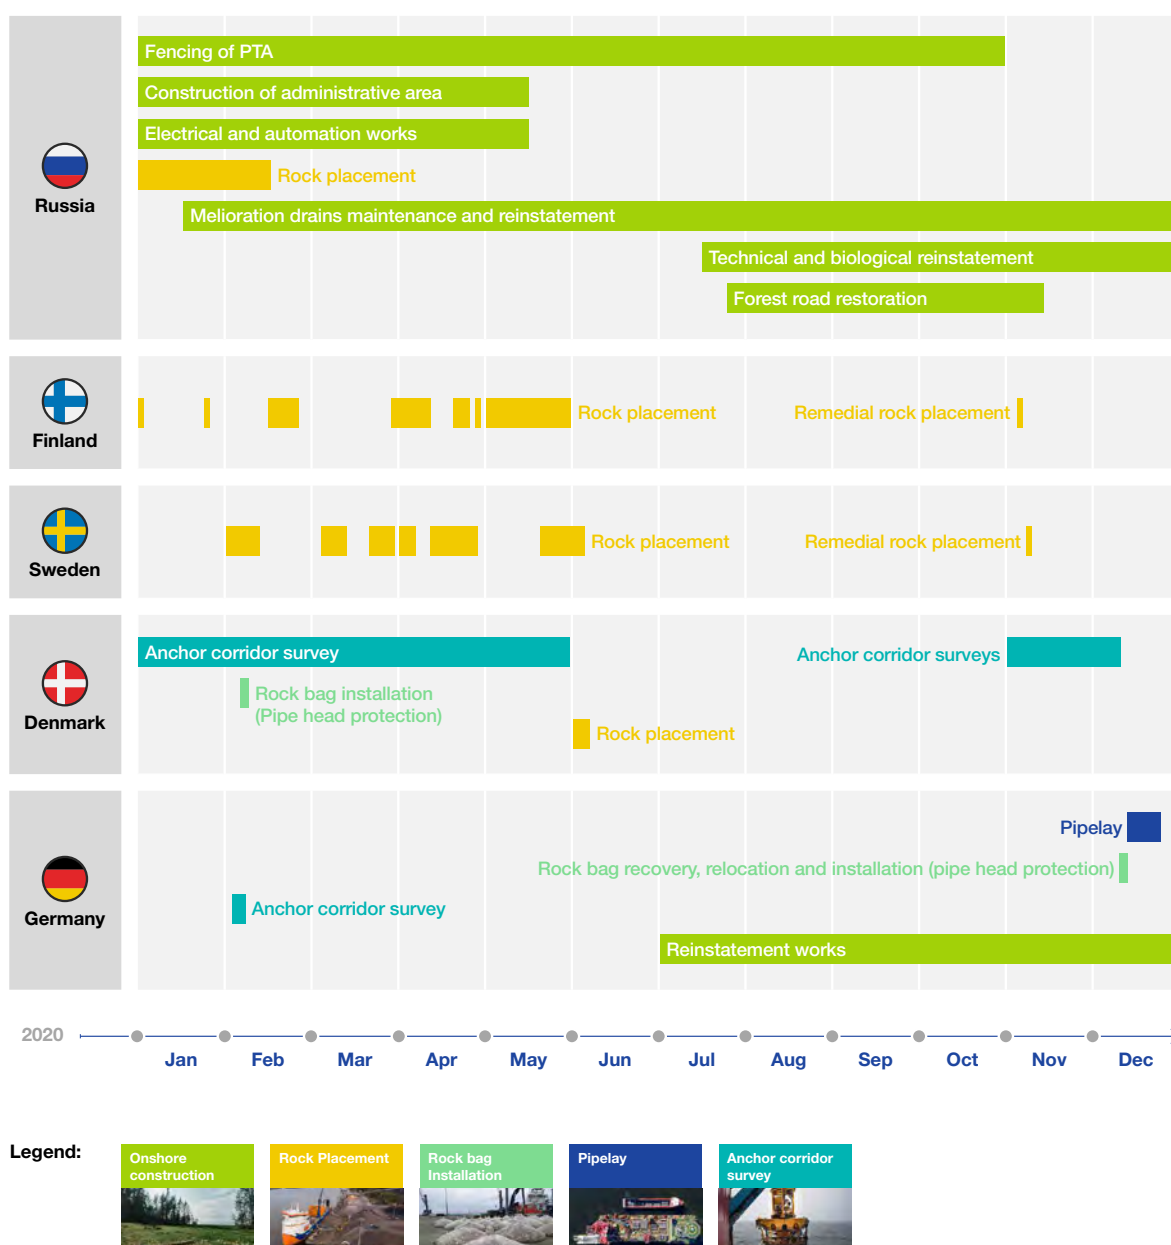 Fencing of PTA
Construction of administrative area
Electrical and automation works
Rock placement
Russia
Melioration drains maintenance and reinstatement
Technical and biological reinstatement
Forest road restoration
Rock placement
Remedial rock placement
Finland
Rock placement
Remedial rock placement
Sweden
Anchor corridor survey
Anchor corridor surveys
Rock bag installation
(Pipe head protection)
Denmark
Rock placement
Pipelay
Rock bag recovery, relocation and installation (pipe head protection)
Anchor corridor survey
Germany
Reinstatement works
2020
Jan Feb Mar Apr May Jun Jul Aug Sep Oct Nov Dec
Legend:
Onshore
construction
Rock Placement
Rock bag
Installation
Pipelay
Anchor corridor
survey